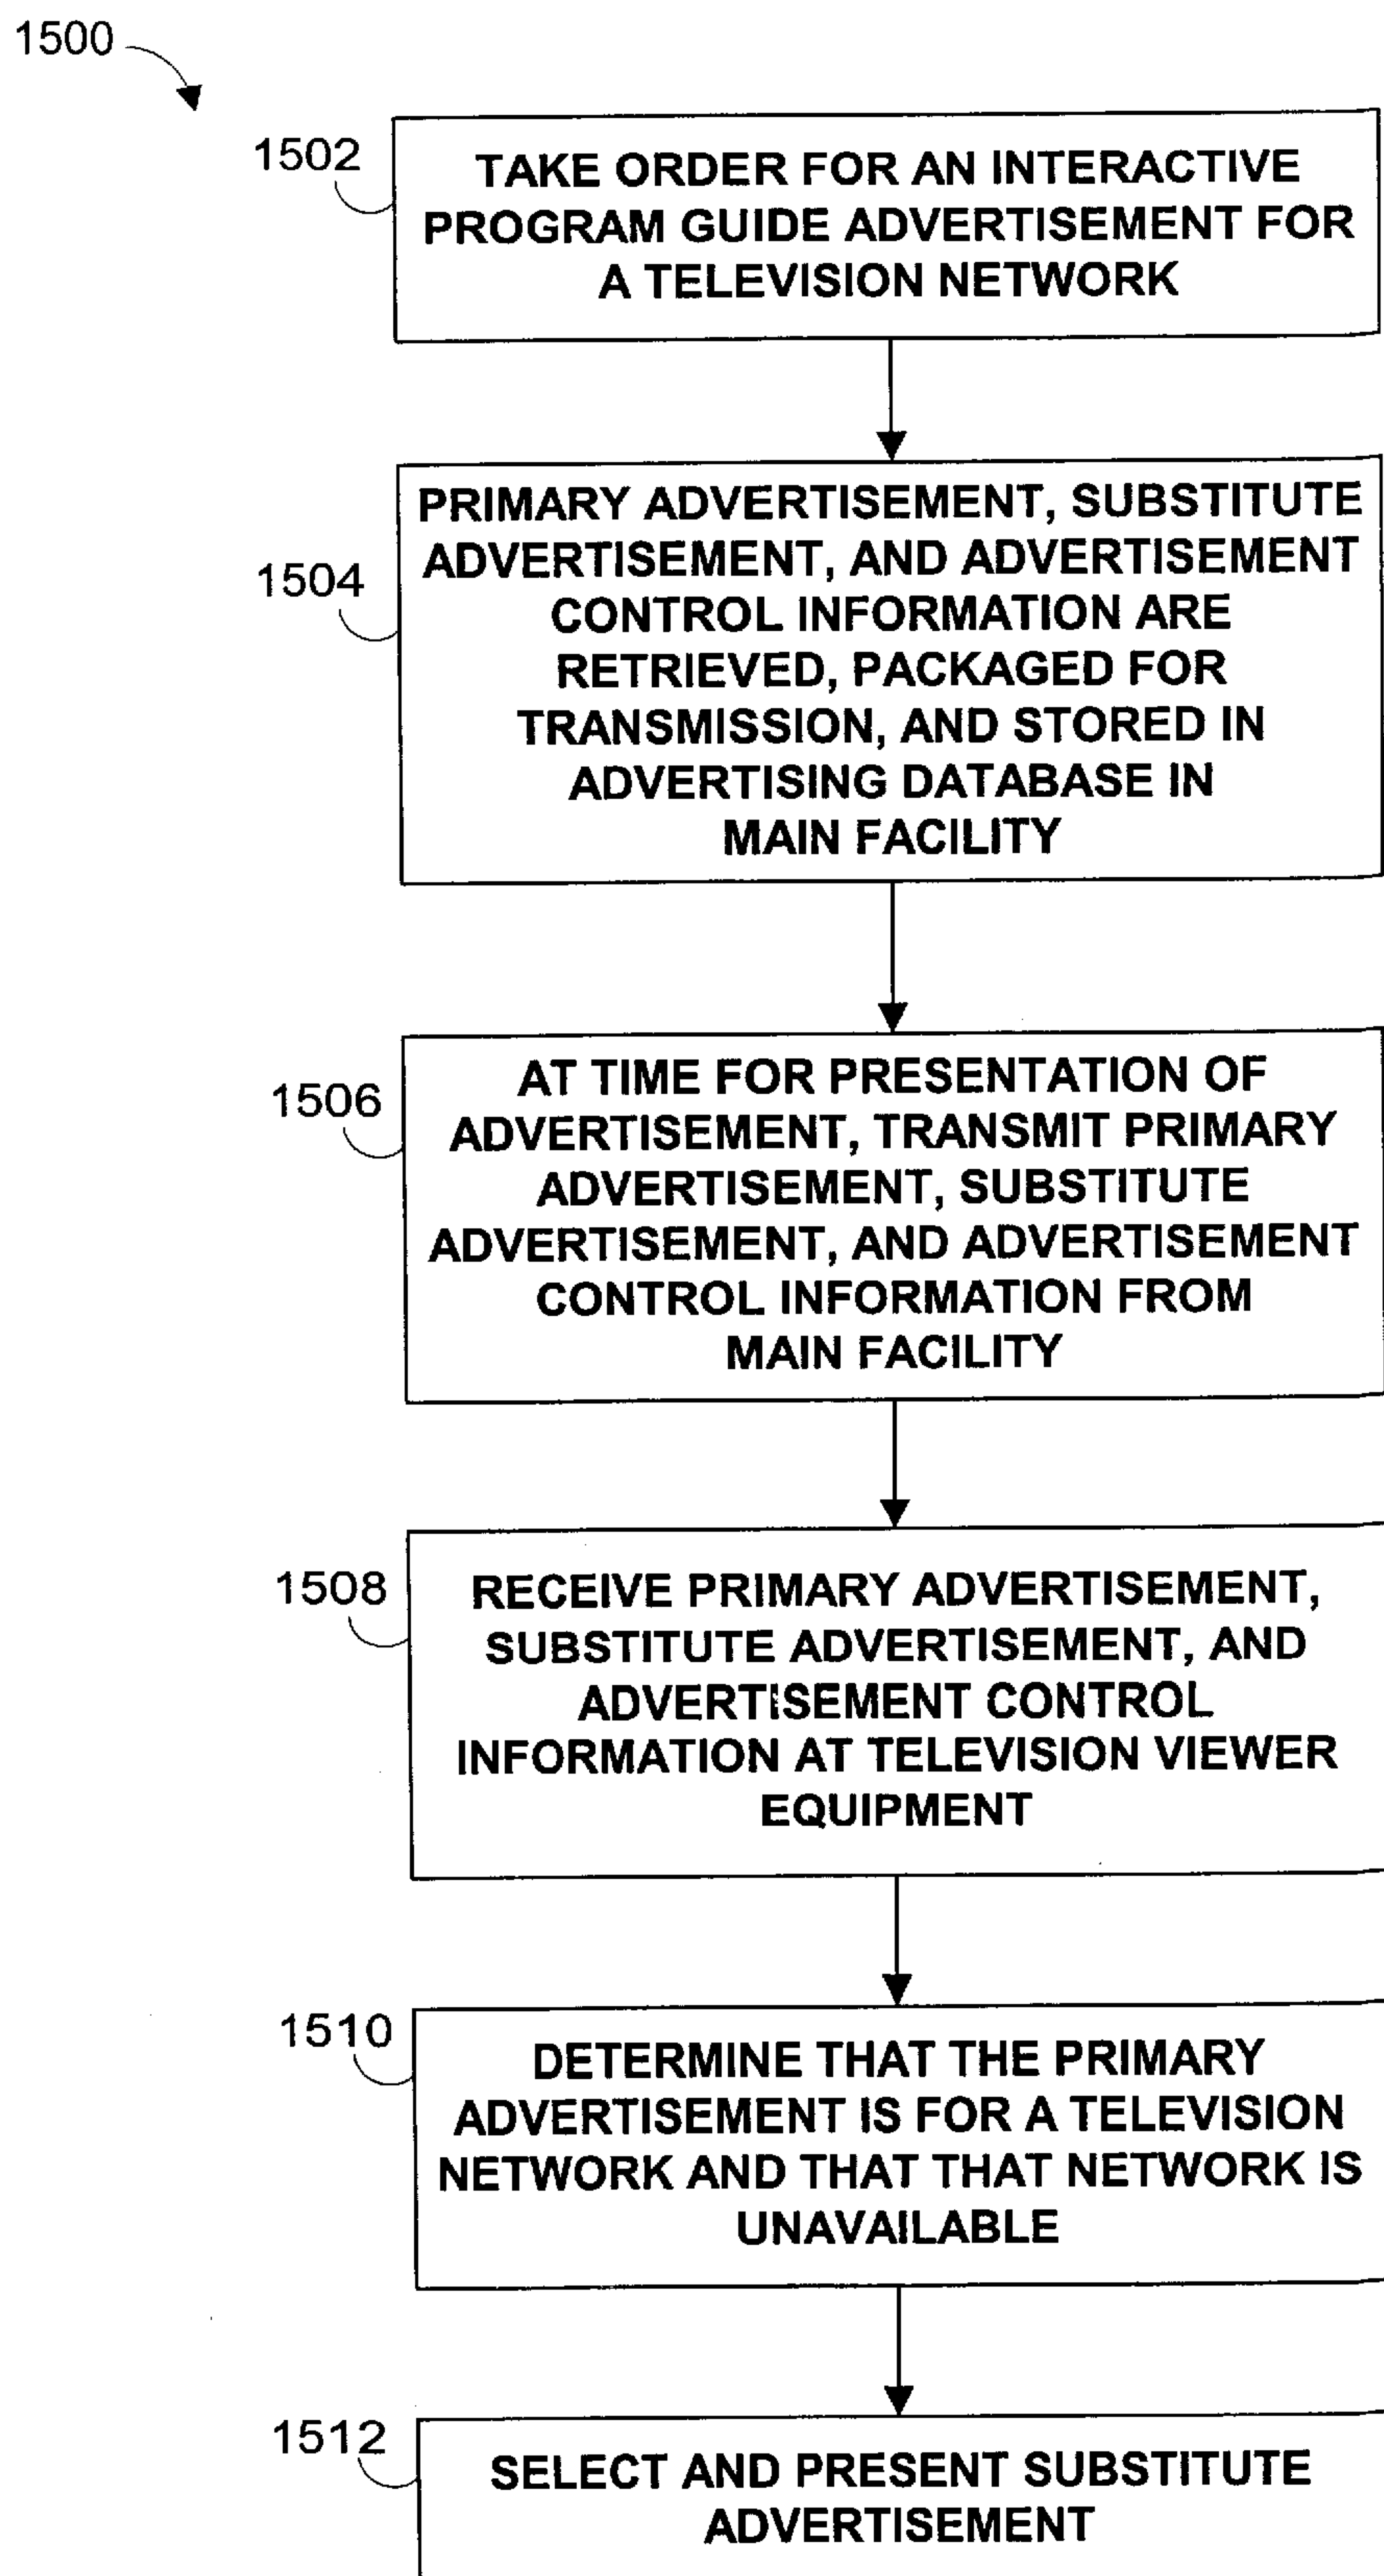 1500
1502
TAKE ORDER FOR AN INTERACTIVE
PROGRAM GUIDE ADVERTISEMENT FOR
A TELEVISION NETWORK
1504
PRIMARY ADVERTISEMENT, SUBSTITUTE
ADVERTISEMENT, AND ADVERTISEMENT
CONTROL INFORMATION ARE
RETRIEVED, PACKAGED FOR
TRANSMISSION, AND STORED IN
ADVERTISING DATABASE IN
MAIN FACILITY
1506
AT TIME FOR PRESENTATION OF
ADVERTISEMENT, TRANSMIT PRIMARY
ADVERTISEMENT, SUBSTITUTE
ADVERTISEMENT, AND ADVERTISEMENT
CONTROL INFORMATION FROM
MAIN FACILITY
1508
RECEIVE PRIMARY ADVERTISEMENT,
SUBSTITUTE ADVERTISEMENT, AND
ADVERTISEMENT CONTROL
INFORMATION AT TELEVISION VIEWER
EQUIPMENT
1510
DETERMINE THAT THE PRIMARY
ADVERTISEMENT IS FOR A TELEVISION
NETWORK AND THAT THAT NETWORK IS
UNAVAILABLE
1512
SELECT AND PRESENT SUBSTITUTE
ADVERTISEMENT